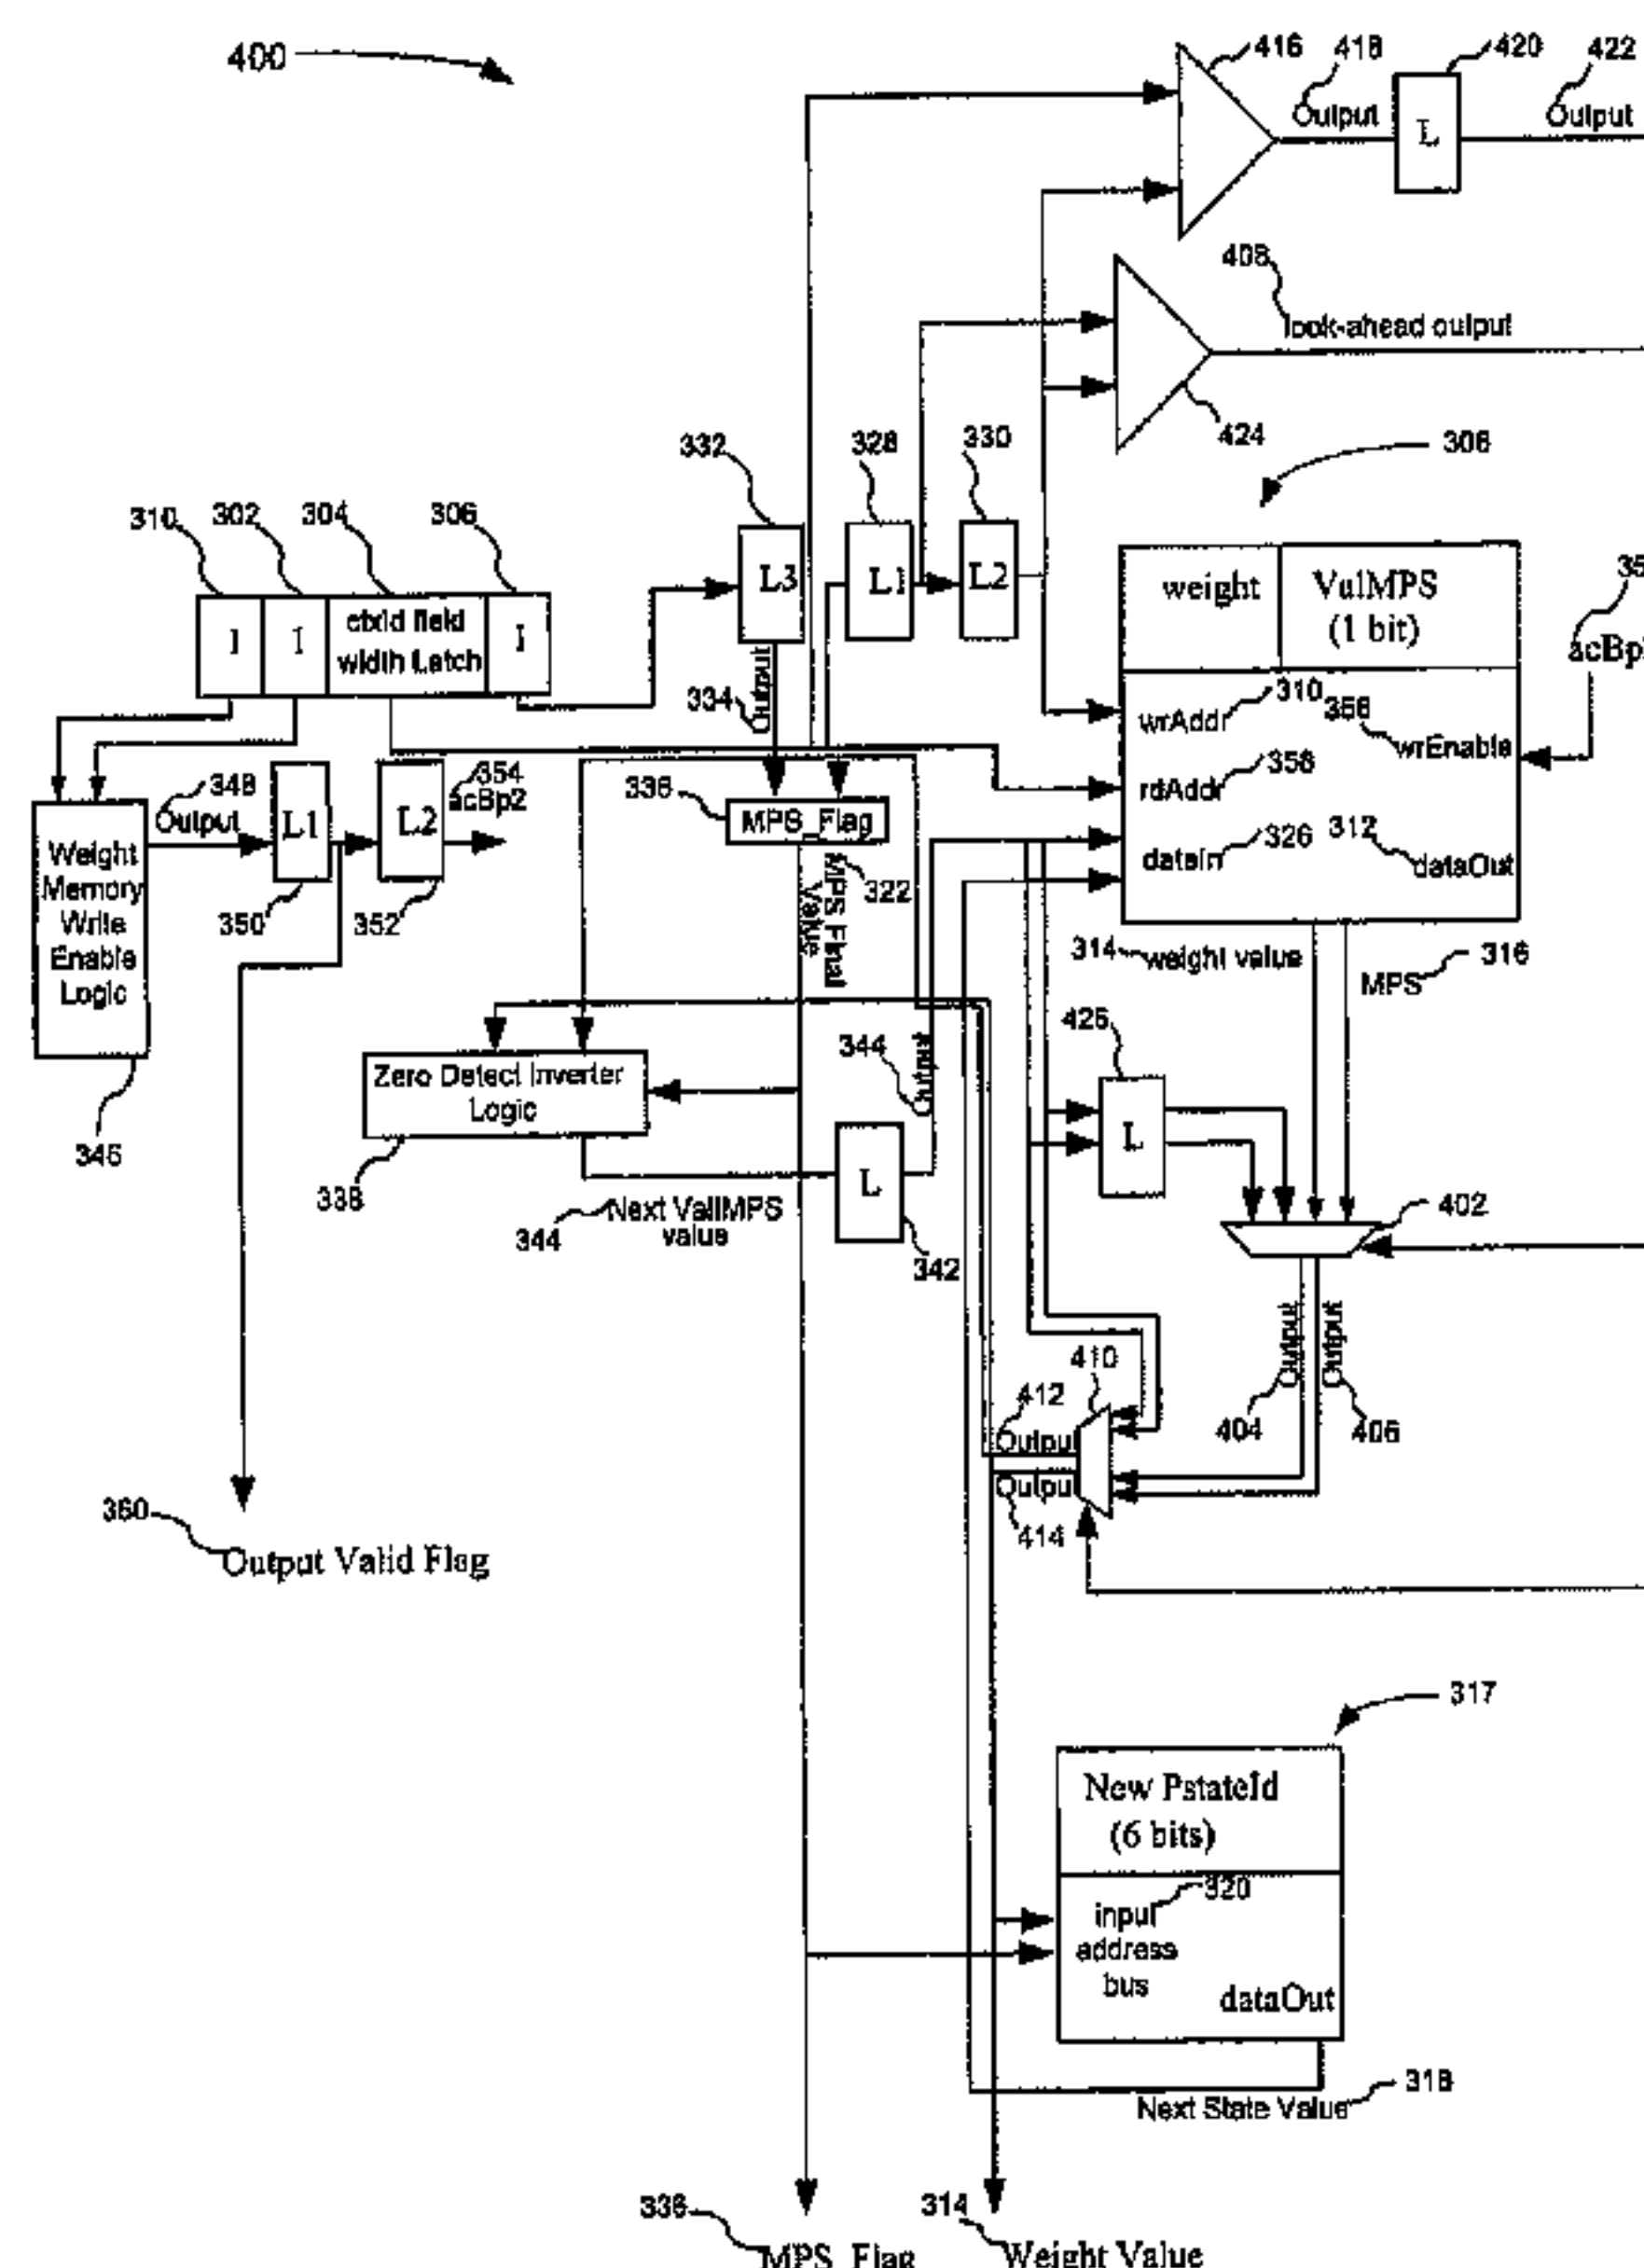 400
416
418
420
422
Output
L
Output
408
look-ahead output
424
306
332
328
330
310
302
304
306
L3
L1
L2
1
1
ctxid field
width Latch
1
weight
ValMPS
(1 bit)
acBp
334
Output
wrAddr
310
356
wrEnable
348
Output
354
acBp2
L1
L2
336
MPS_Flag
rdAddr
358
Weight
Memory
Write
Enable
Logic
350
352
322
MPS Final
Value
dataIn
326
312
dataOut
314
weight value
316
MPS
426
344
Output
Zero Detect Inverter
Logic
L
346
338
L
402
344
Next VallMPS
value
342
410
Output
Output
412
Output
404
406
Output
414
360
Output Valid Flag
317
New PstateId
(6 bits)
320
input
address
bus
dataOut
318
Next State Value
336
314
MPS_Flag
Weight Value